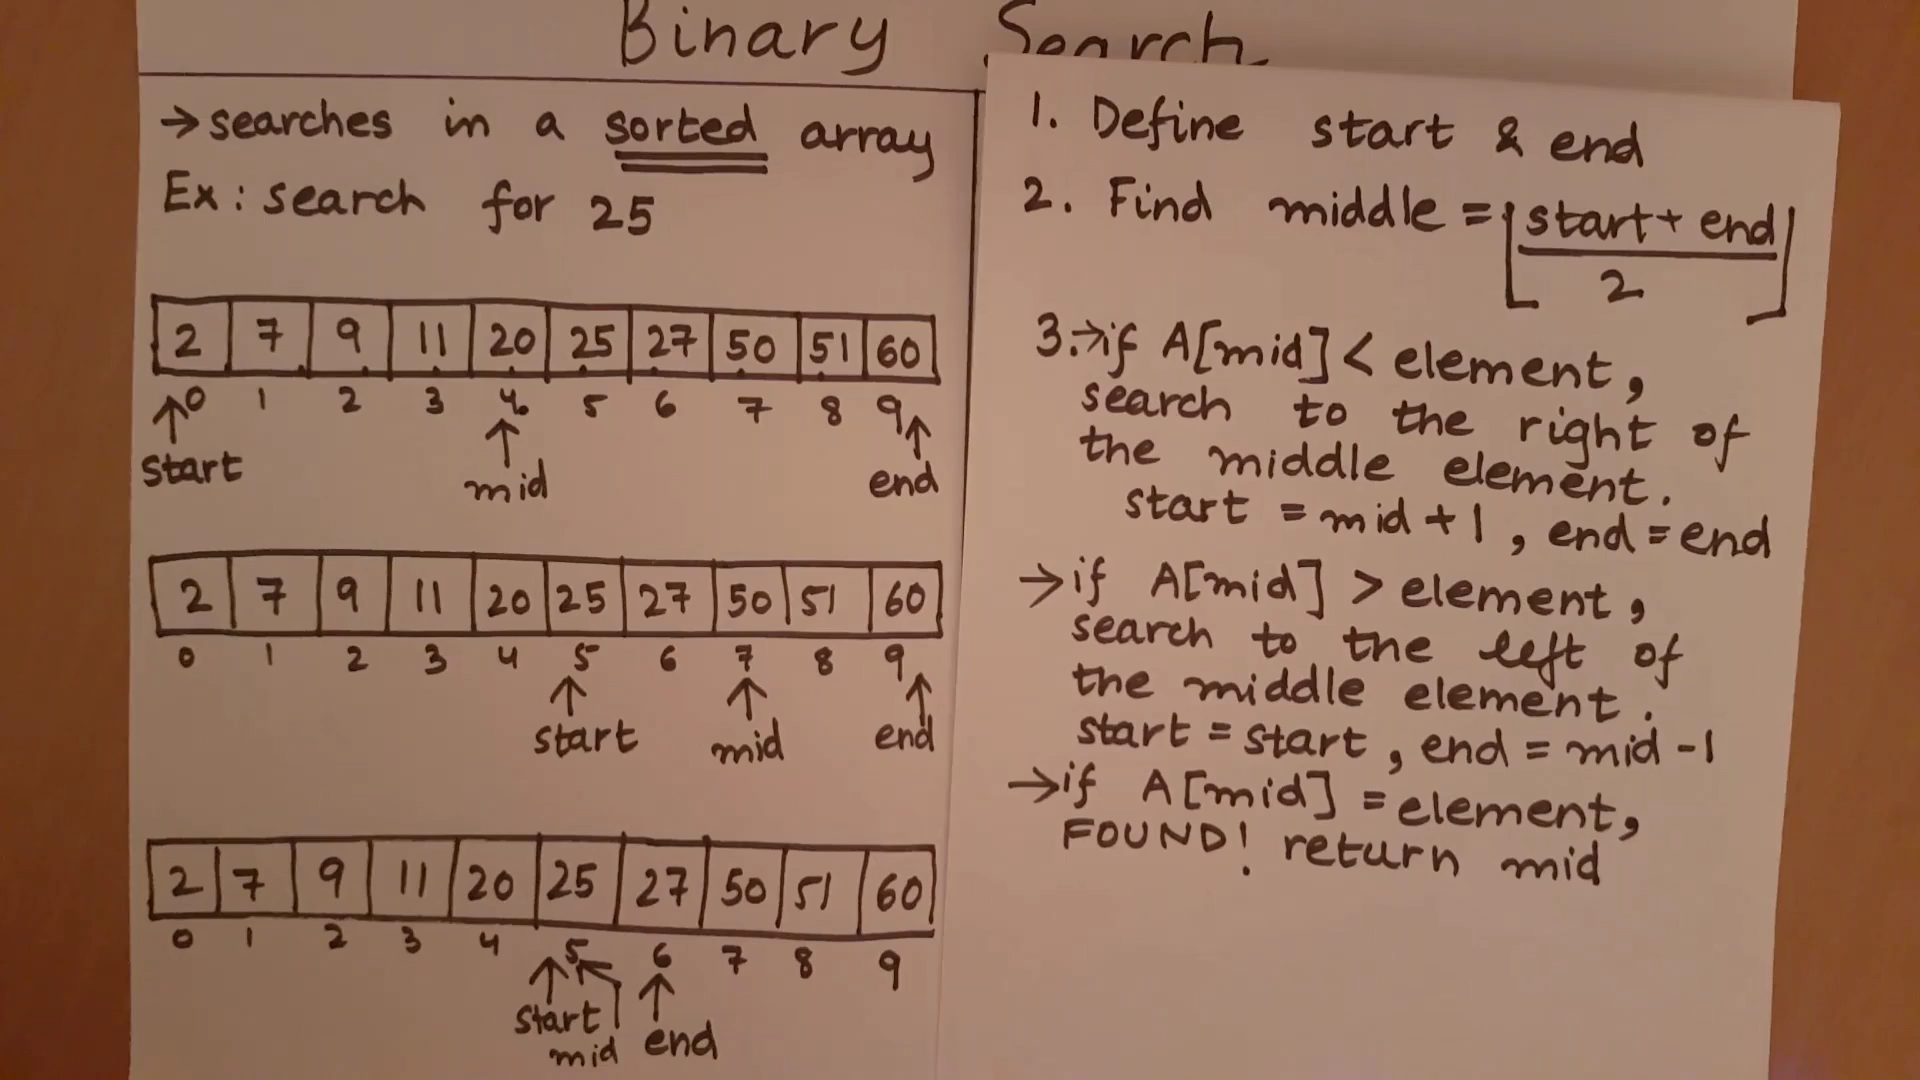 Binary Search
→ searches in a sorted array
Ex: search for 25
2 7 9 11 20 25 27 50 51 60
0 1 2 3 4 5 6 7 8 9
start mid end
2 7 9 11 20 25 27 50 51 60
0 1 2 3 4 5 6 7 8 9
start mid end
2 7 9 11 20 25 27 50 51 60
0 1 2 3 4 5 6 7 8 9
start
mid end
1. Define start & end
2. Find middle = ⌊start + end
2⌋
3. → if A[mid] < element,
search to the right of
the middle element.
start = mid + 1, end = end
→ if A[mid] > element,
search to the left of
the middle element.
start = start, end = mid - 1
→ if A[mid] = element,
FOUND! return mid